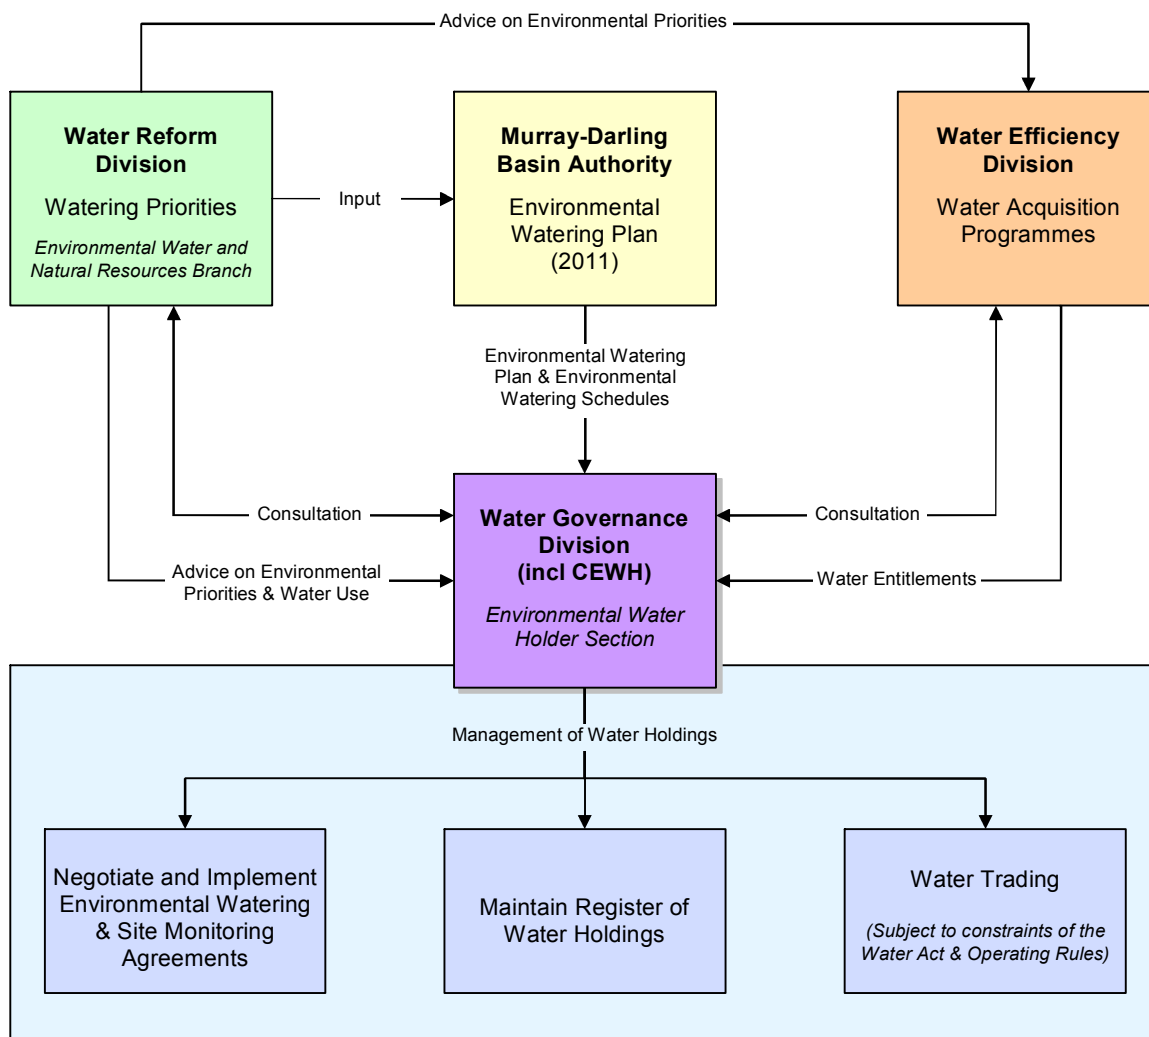 Advice on Environmental Priorities
Water Reform
Division
Watering Priorities
Environmental Water and
Natural Resources Branch
Input
Murray-Darling
Basin Authority
Environmental
Watering Plan
(2011)
Water Efficiency
Division
Water Acquisition
Programmes
Environmental Watering
Plan & Environmental
Watering Schedules
Consultation
Advice on Environmental
Priorities & Water Use
Water Governance
Division
(incl CEWH)
Environmental Water
Holder Section
Consultation
Water Entitlements
Management of Water Holdings
Negotiate and Implement
Environmental Watering
& Site Monitoring
Agreements
Maintain Register of
Water Holdings
Water Trading
(Subject to constraints of the
Water Act & Operating Rules)